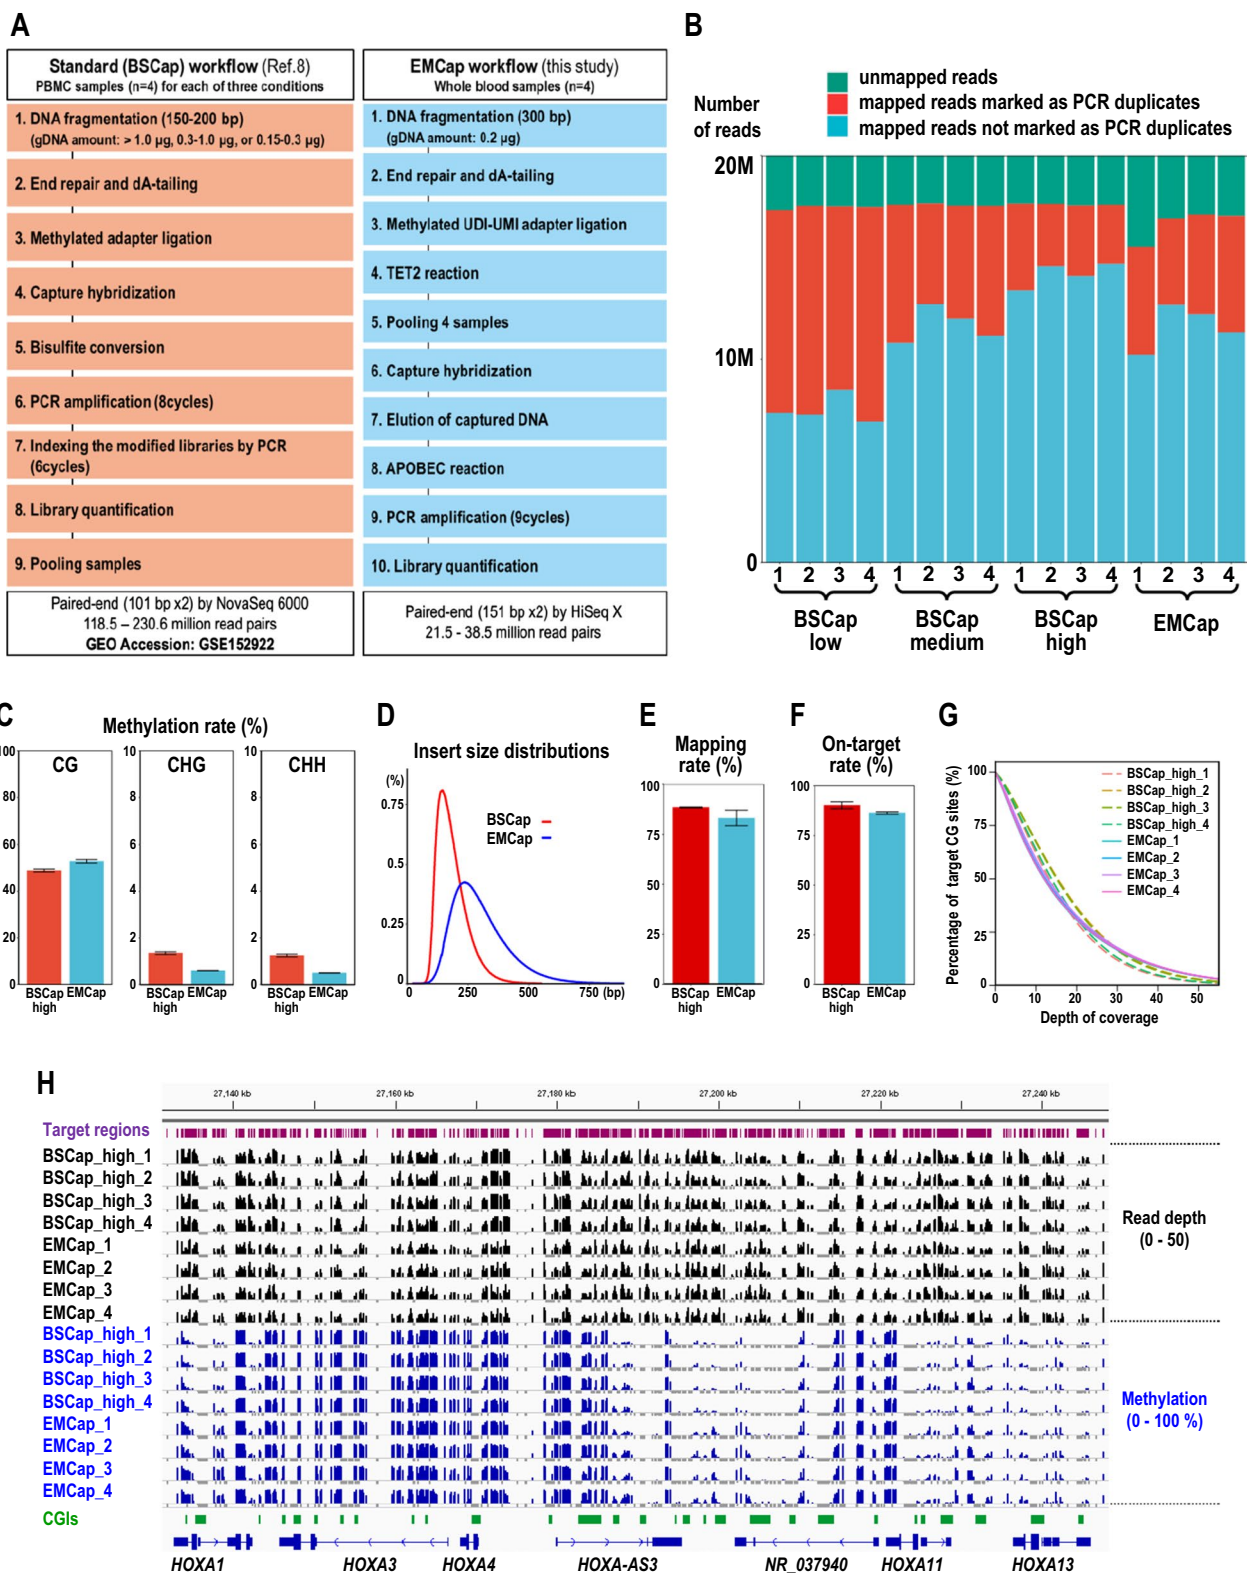 A
Standard (BSCap) workflow (Ref.8)
PBMC samples (n=4) for each of three conditions
1. DNA fragmentation (150-200 bp)
(gDNA amount: > 1.0 μg, 0.3-1.0 μg, or 0.15-0.3 μg)
2. End repair and dA-tailing
3. Methylated adapter ligation
4. Capture hybridization
5. Bisulfite conversion
6. PCR amplification (8cycles)
7. Indexing the modified libraries by PCR
(6cycles)
8. Library quantification
9. Pooling samples
Paired-end (101 bp x2) by NovaSeq 6000
118.5 – 230.6 million read pairs
GEO Accession: GSE152922
EMCap workflow (this study)
Whole blood samples (n=4)
1. DNA fragmentation (300 bp)
(gDNA amount: 0.2 μg)
2. End repair and dA-tailing
3. Methylated UDI-UMI adapter ligation
4. TET2 reaction
5. Pooling 4 samples
6. Capture hybridization
7. Elution of captured DNA
8. APOBEC reaction
9. PCR amplification (9cycles)
10. Library quantification
Paired-end (151 bp x2) by HiSeq X
21.5 - 38.5 million read pairs
B
Number
of reads
unmapped reads
mapped reads marked as PCR duplicates
mapped reads not marked as PCR duplicates
20M
10M
0
1 2 3 4 1 2 3 4 1 2 3 4 1 2 3 4
BSCap
low
BSCap
medium
BSCap
high
EMCap
C
Methylation rate (%)
100
80
60
40
20
0
CG
BSCap
high
EMCap
10
8
6
4
2
0
CHG
BSCap
high
EMCap
10
8
6
4
2
0
CHH
BSCap
high
EMCap
D
Insert size distributions
(%)
0.75
0.5
0.25
0
BSCap
EMCap
0 250 500 750 (bp)
E
Mapping
rate (%)
100
75
50
25
0
BSCap
high
EMCap
F
On-target
rate (%)
100
75
50
25
0
BSCap
high
EMCap
G
Percentage of target CG sites (%)
100
75
50
25
0
BSCap_high_1
BSCap_high_2
BSCap_high_3
BSCap_high_4
EMCap_1
EMCap_2
EMCap_3
EMCap_4
0 10 20 30 40 50
Depth of coverage
H
27,140 kb 27,160 kb 27,180 kb 27,200 kb 27,220 kb 27,240 kb
Target regions
BSCap_high_1
BSCap_high_2
BSCap_high_3
BSCap_high_4
EMCap_1
EMCap_2
EMCap_3
EMCap_4
Read depth
(0 - 50)
BSCap_high_1
BSCap_high_2
BSCap_high_3
BSCap_high_4
EMCap_1
EMCap_2
EMCap_3
EMCap_4
Methylation
(0 - 100 %)
CGIs
HOXA1 HOXA3 HOXA4 HOXA-AS3 NR_037940 HOXA11 HOXA13